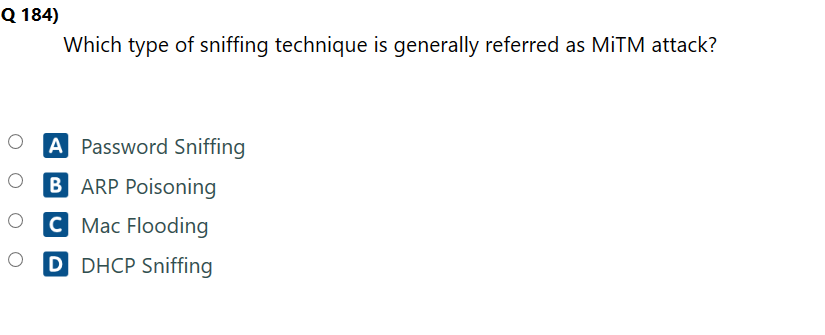 Q 184)
Which type of sniffing technique is generally referred as MiTM attack?
A Password Sniffing
B ARP Poisoning
C Mac Flooding
D DHCP Sniffing